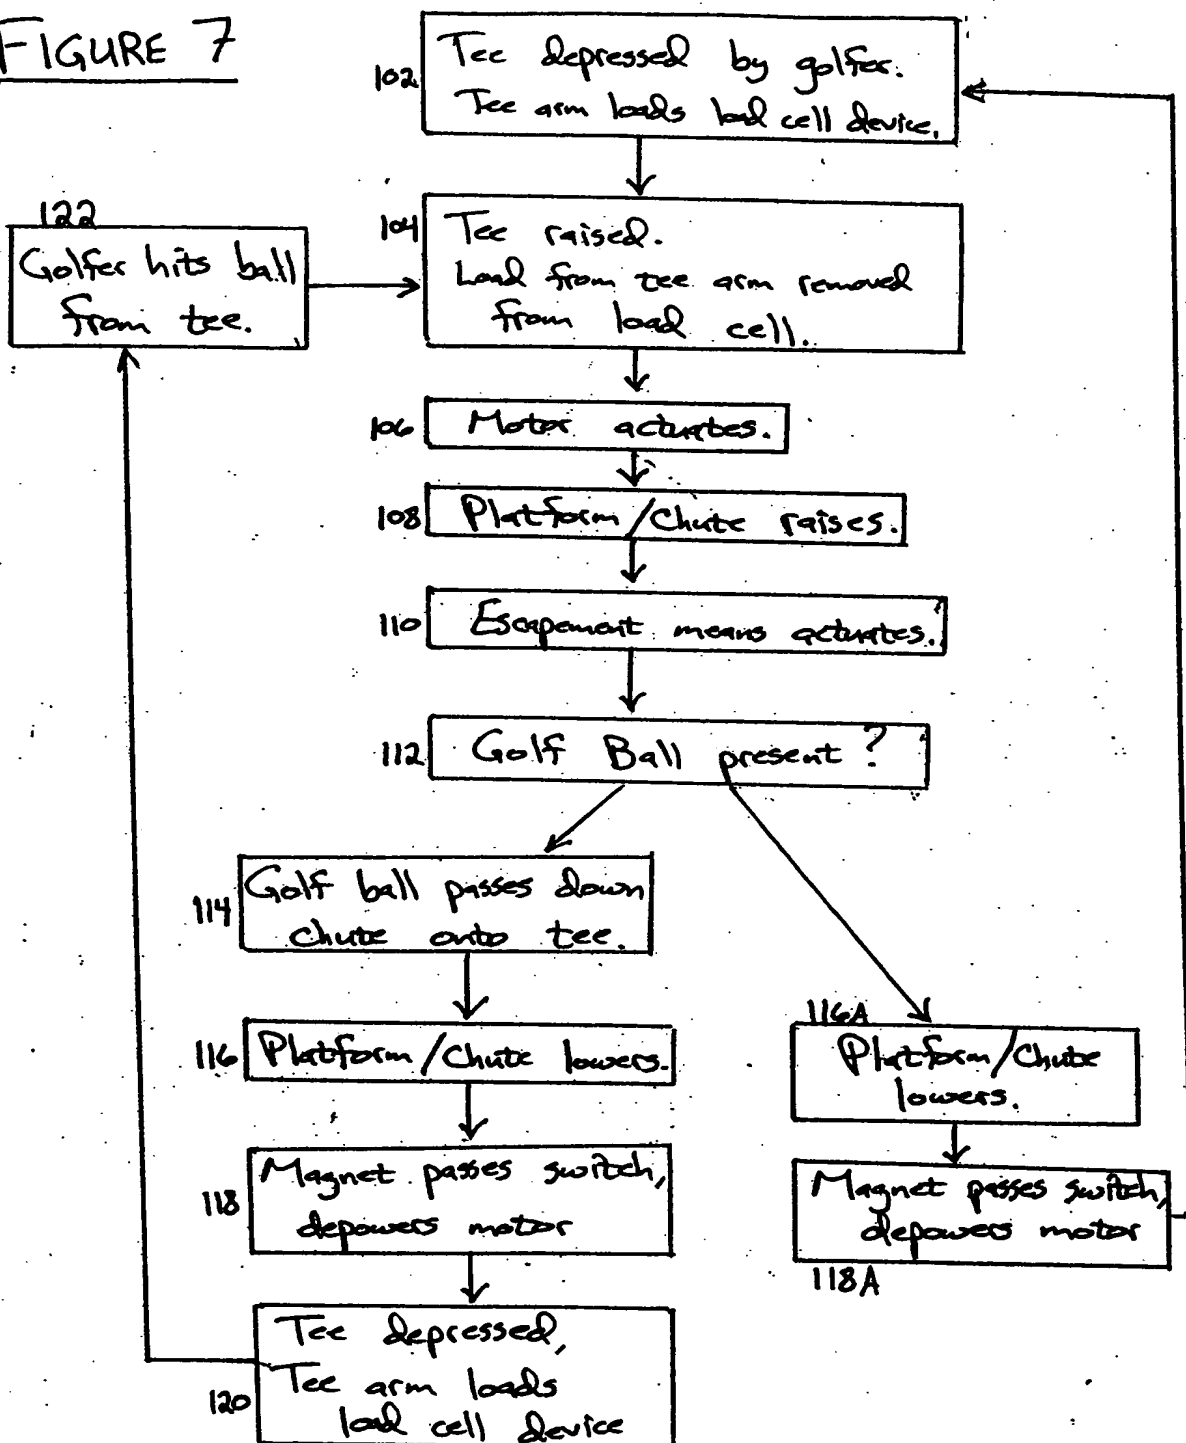 FIGURE 7
102
Tee depressed by golfer.
Tee arm loads load cell device.
122
Golfer hits ball
from tee.
104
Tee raised.
Load from tee arm removed
from load cell.
106
Motor actuates.
108
Platform/Chute raises.
110
Escapement means actuates.
112
Golf Ball present?
114
Golf ball passes down
chute onto tee.
116
Platform/Chute lowers.
116A
Platform/Chute
lowers.
118
Magnet passes switch,
depowers motor
Magnet passes switch,
depowers motor
118A
120
Tee depressed,
Tee arm loads
load cell device